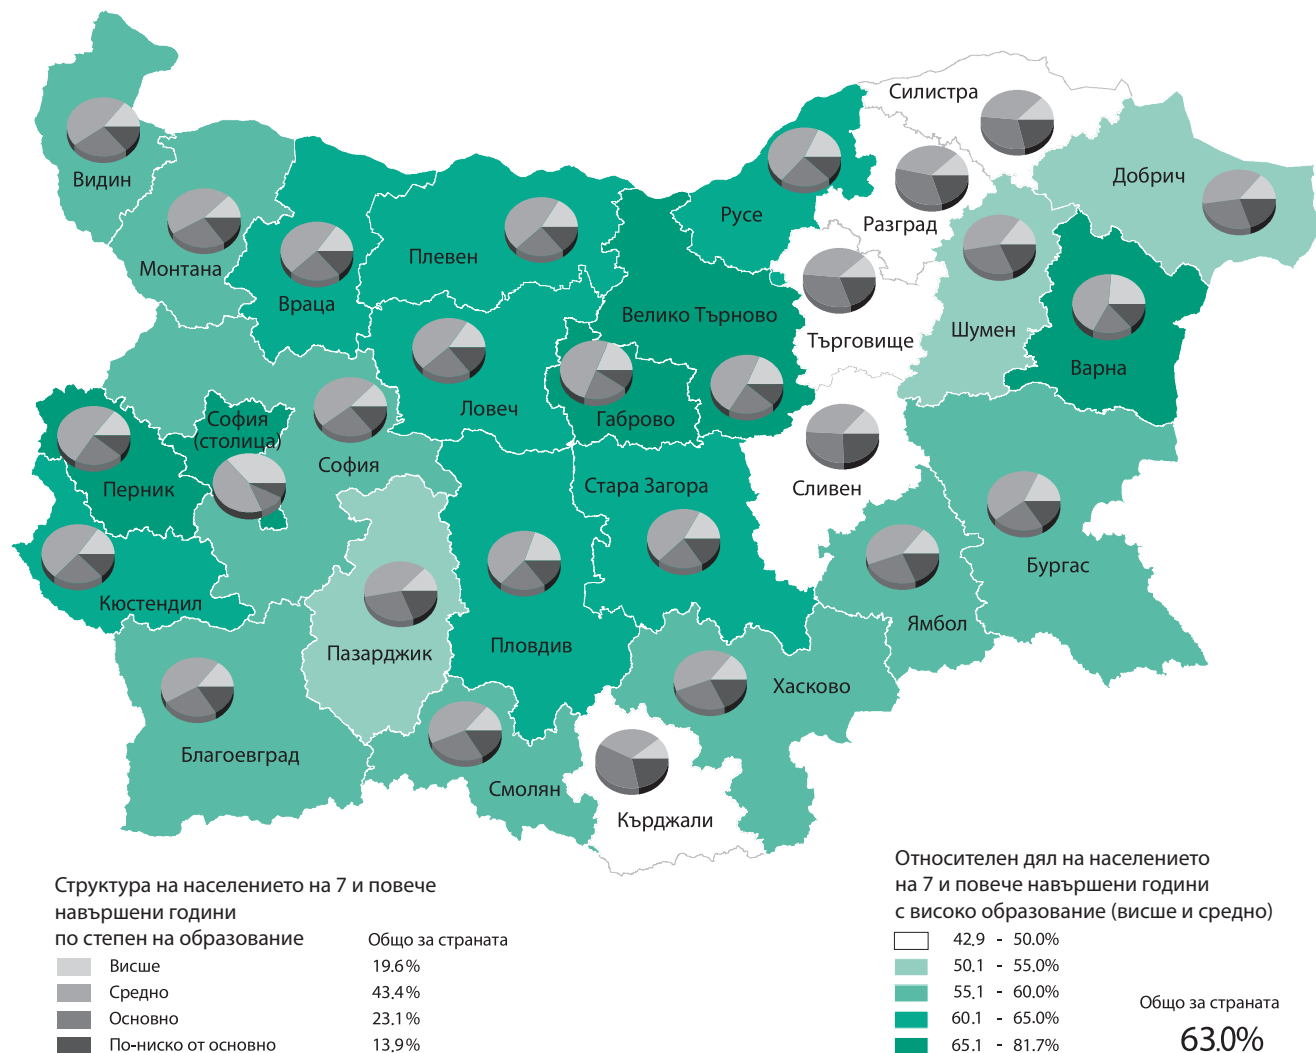 Силистра
Добрич
Видин
Русе
Разград
Монтана
Плевен
Враца
Велико Търново
Шумен
Търговище
Варна
Ловеч
Габрово
София
(столица)
София
Перник
Стара Загора
Сливен
Бургас
Кюстендил
Ямбол
Пазарджик
Пловдив
Хасково
Благоевград
Смолян
Кърджали
Структура на населението на 7 и повече
навършени години
по степен на образование
Общо за страната
Висше 19.6%
Средно 43.4%
Основно 23.1%
По-ниско от основно 13.9%
Относителен дял на населението
на 7 и повече навършени години
с високо образование (висше и средно)
42.9 - 50.0%
50.1 - 55.0%
55.1 - 60.0%
60.1 - 65.0%
65.1 - 81.7%
Общо за страната
63.0%